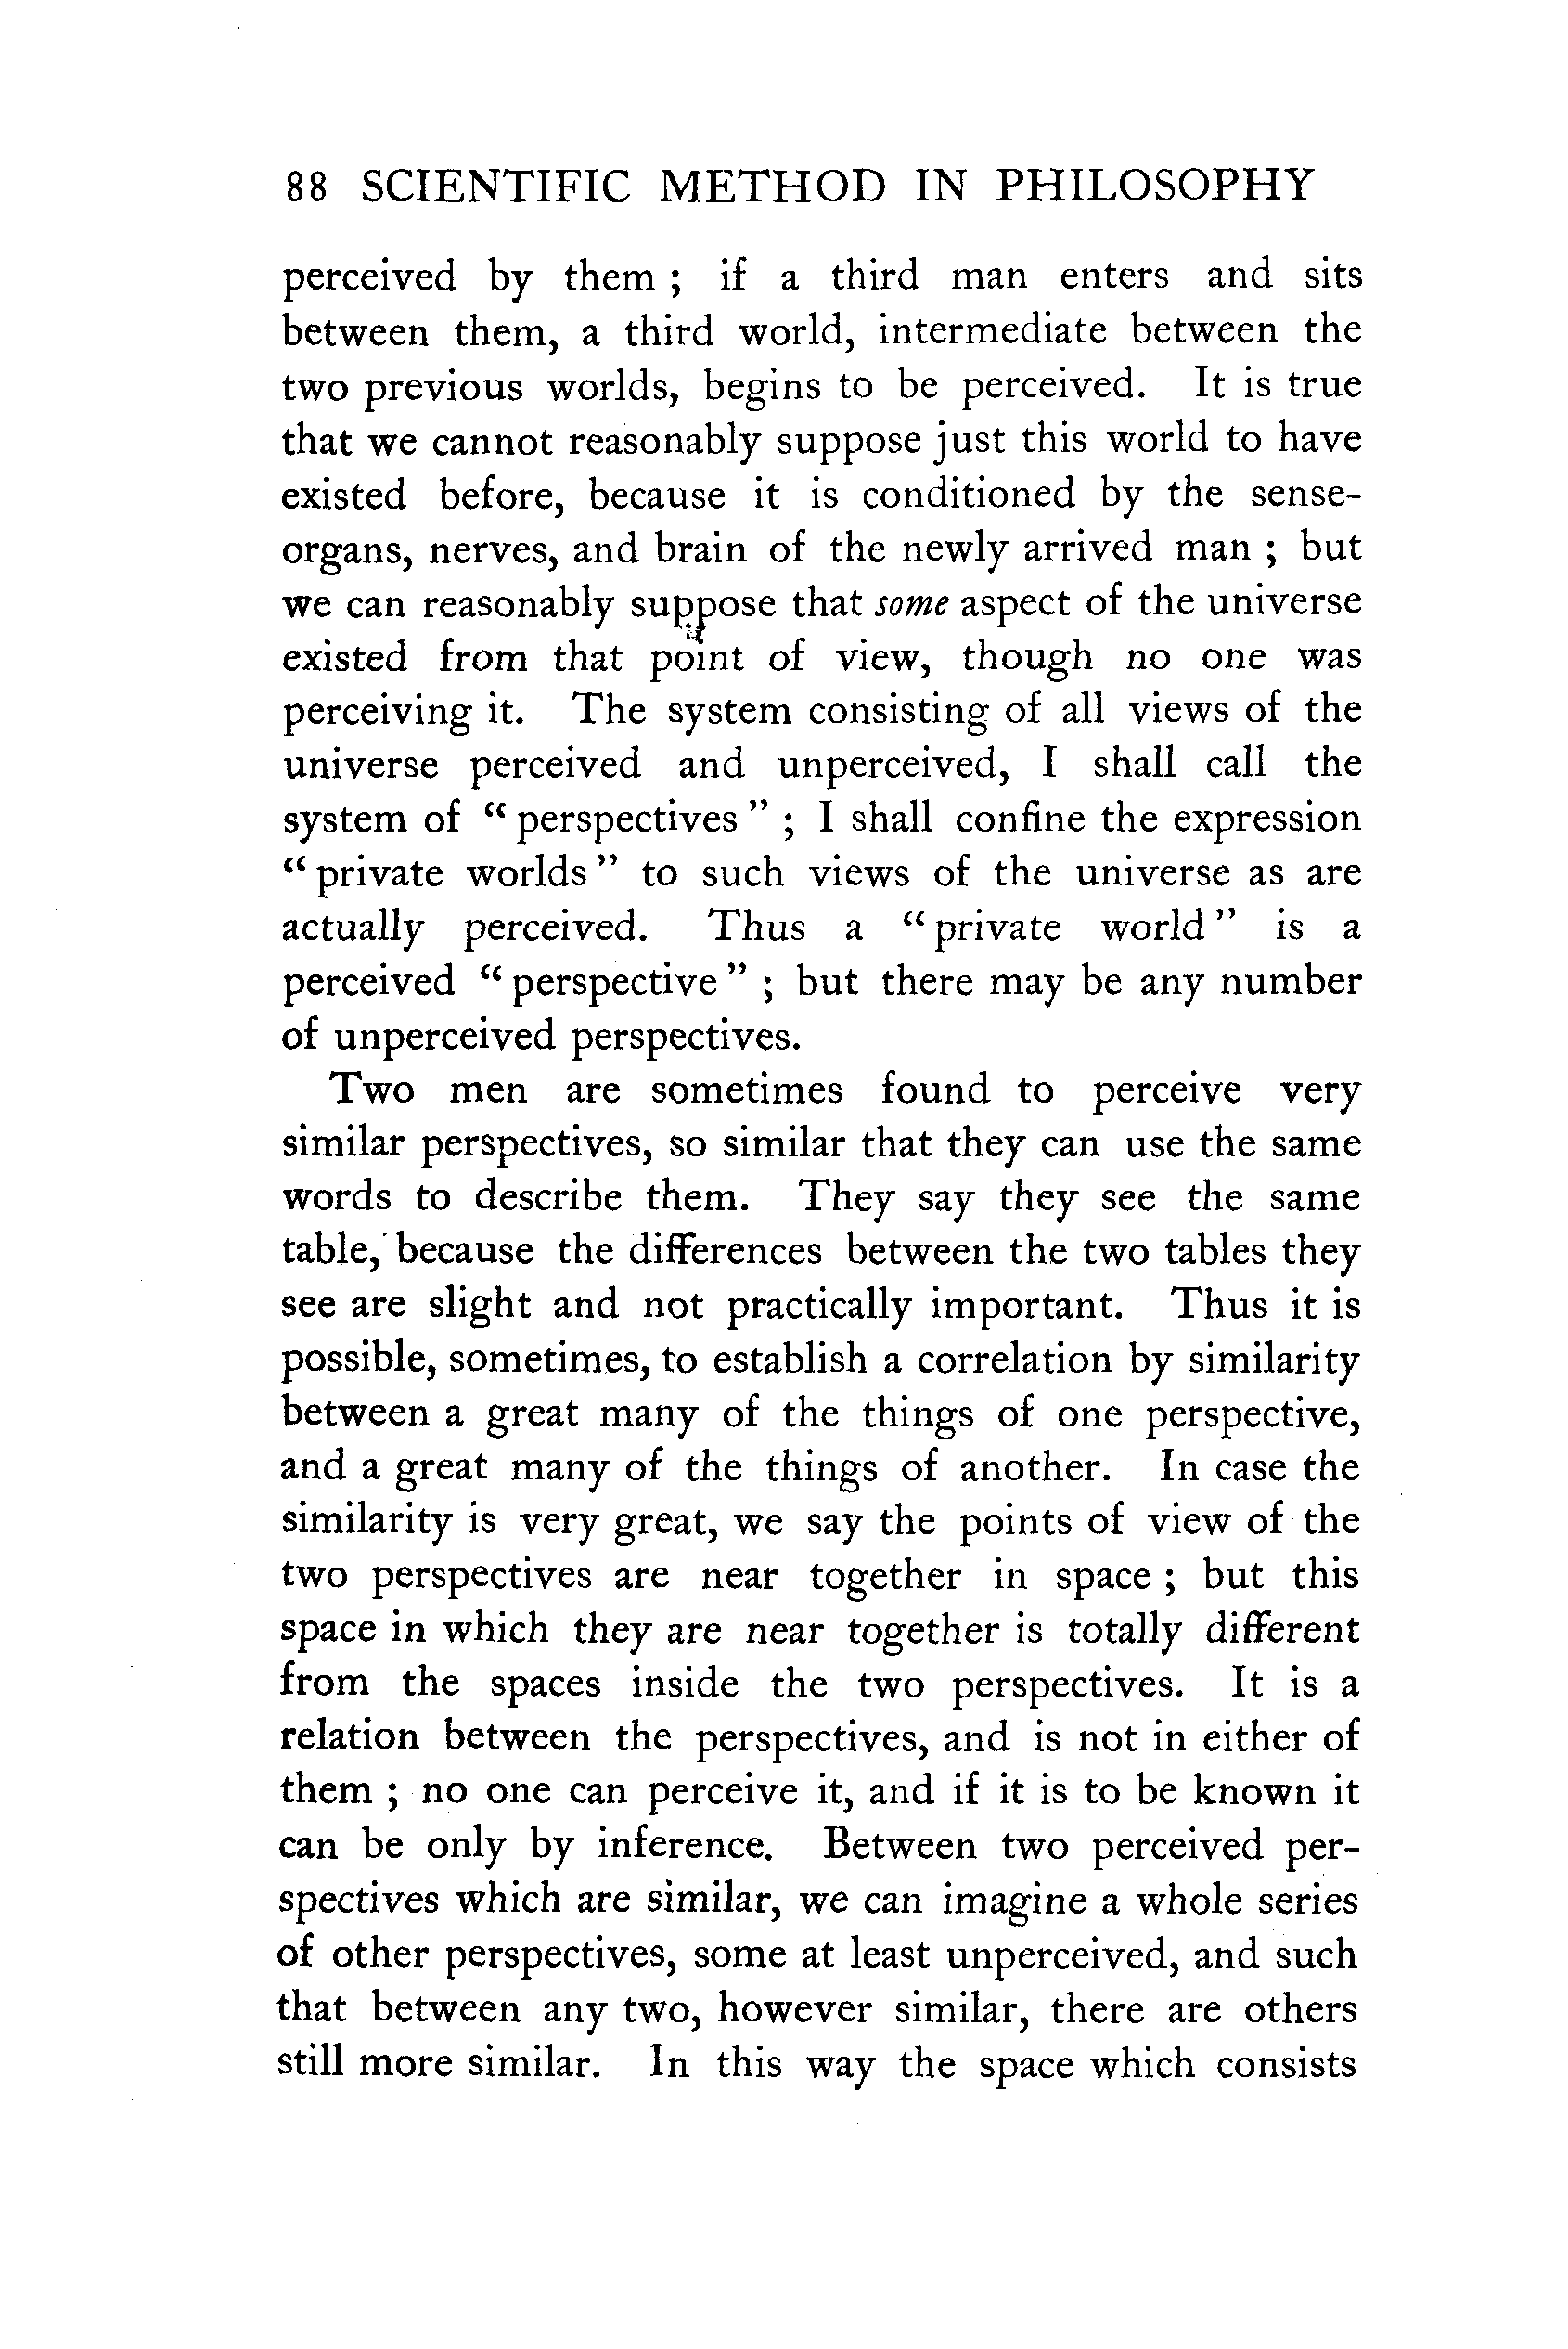 88 SCIENTIFIC METHOD IN PHILOSOPHY
perceived by them ; if a third man enters and sits
between them, a third world, intermediate between the
two previous worlds, begins to be perceived. It is true
that we cannot reasonably suppose just this world to have
existed before, because it is conditioned by the sense-
organs, nerves, and brain of the newly arrived man ; but
we can reasonably suppose that some aspect of the universe
existed from that point of view, though no one was
perceiving it. The system consisting of all views of the
universe perceived and unperceived, I shall call the
system of “ perspectives ” ; I shall confine the expression
“ private worlds ” to such views of the universe as are
actually perceived. Thus a “ private world ” is a
perceived “ perspective ” ; but there may be any number
of unperceived perspectives.
Two men are sometimes found to perceive very
similar perspectives, so similar that they can use the same
words to describe them. They say they see the same
table, because the differences between the two tables they
see are slight and not practically important. Thus it is
possible, sometimes, to establish a correlation by similarity
between a great many of the things of one perspective,
and a great many of the things of another. In case the
similarity is very great, we say the points of view of the
two perspectives are near together in space ; but this
space in which they are near together is totally different
from the spaces inside the two perspectives. It is a
relation between the perspectives, and is not in either of
them ; no one can perceive it, and if it is to be known it
can be only by inference. Between two perceived per-
spectives which are similar, we can imagine a whole series
of other perspectives, some at least unperceived, and such
that between any two, however similar, there are others
still more similar. In this way the space which consists